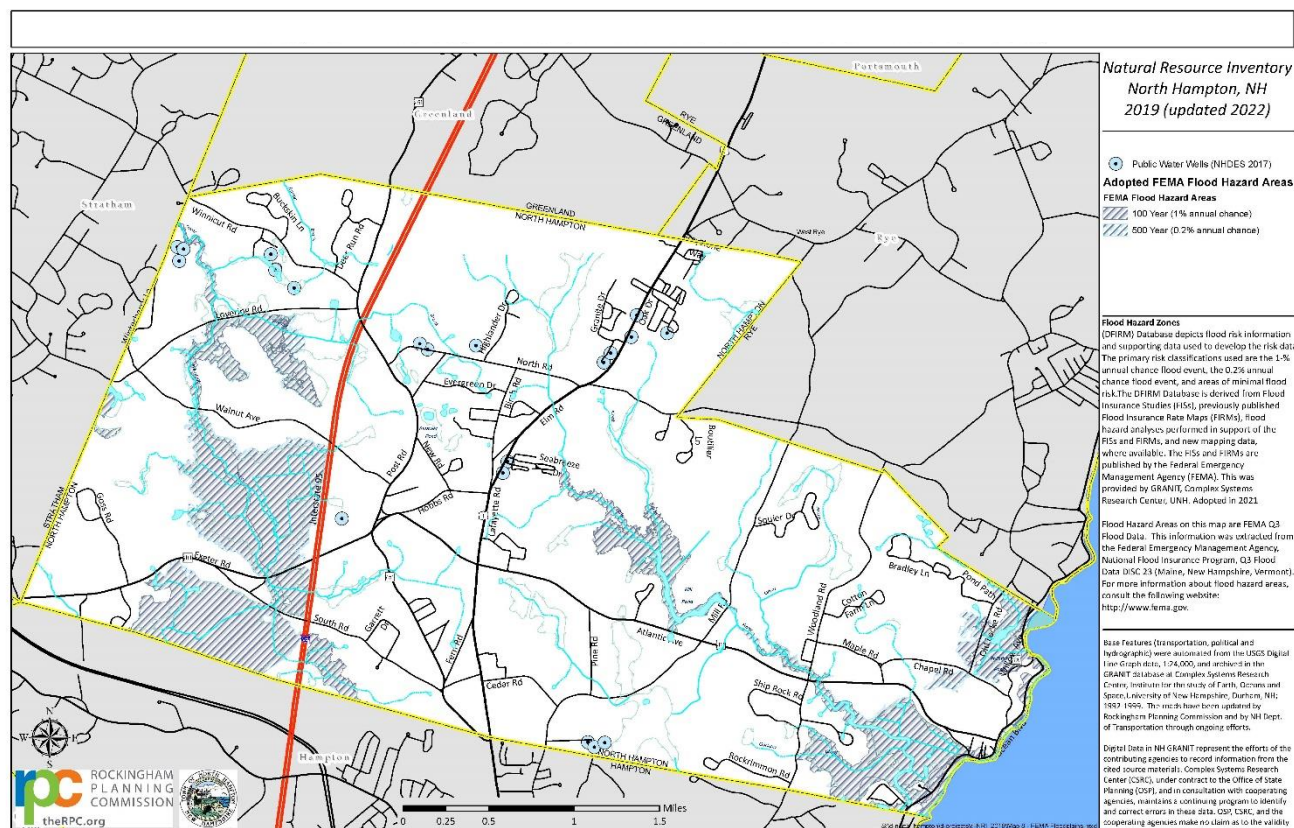 Natural Resource Inventory
North Hampton, NH
2019 (updated 2022)
Public Water Wells (NHDES 2017)
Adopted FEMA Flood Hazard Areas
FEMA Flood Hazard Areas
100 Year (1% annual chance)
500 Year (0.2% annual chance)
Flood Hazard Zones
(DFIRM) Database depicts flood risk information
and supporting data used to develop the risk data
The primary risk classifications used are the 1-%
annual chance flood event, the 0.2% annual
chance flood event, and areas of minimal flood
risk.The DFIRM Database is derived from Flood
Insurance Studies (FISs), previously published
Flood Insurance Rate Maps (FIRMs), flood
hazard analyses performed in support of the
FISs and FIRMs, and new mapping data,
where available. The FISs and FIRMs are
published by the Federal Emergency
Management Agency (FEMA). This was
provided by GRANIT, Complex Systems
Research Center, UNH. Adopted in 2021
Flood Hazard Areas on this map are FEMA Q3
Flood Data. This information was extracted from
the Federal Emergency Management Agency,
National Flood Insurance Program, Q3 Flood
Data DISC 23 (Maine, New Hampshire, Vermont).
For more information about flood hazard areas,
consult the following website:
http://www.fema.gov.
Base Features (transportation, political and
hydrographic) were automated from the USGS Digital
Line Graph data, 1:24,000, and archived in the
GRANIT database at Complex Systems Research
Center, Institute for the study of Earth, Oceans and
Space, University of New Hampshire, Durham, NH;
1992-1999. The roads have been updated by
Rockingham Planning Commission and by NH Dept.
of Transportation through ongoing efforts.
Digital Data in NH GRANIT represent the efforts of the
contributing agencies to record information from the
cited source materials. Complex Systems Research
Center (CSRC), under contract to the Office of State
Planning (OSP), and in consultation with cooperating
agencies, maintains a continuing program to identify
and correct errors in these data. OSP, CSRC, and the
cooperating agencies make no claim as to the validity
Portsmouth
Greenland
RYE
GREENLAND
Stratham
GREENLAND
NORTH HAMPTON
West Rye
Rye
Winnicut Rd
Buckskin Ln
Deer Run Rd
NORTH HAMPTON
RYE
Lovering Rd
Highlander Dr
Granite Dr
Oak Dr
North Rd
Evergreen Dr
Birch Rd
Elm Rd
Walnut Ave
Post Rd
New Rd
Boutilier
Ln
Seabreeze
Dr
Interstate 95
Hobbs Rd
Lafayette Rd
STRATHAM
NORTH HAMPTON
Goss Rd
Squier Dr
Exeter Rd
Bradley Ln
Pond Path
Woodland Rd
Cotton
Farm Ln
South Rd
Garrett
Dr
Fern Rd
Pine Rd
Atlantic Ave
Mill
Maple Rd
Chapel Rd
Cedar Rd
Ship Rock Rd
Rockrimmon Rd
NORTH HAMPTON
HAMPTON
Hampton
N
W
E
S
rpc
ROCKINGHAM
PLANNING
COMMISSION
theRPC.org
0 0.25 0.5 1 1.5 Miles